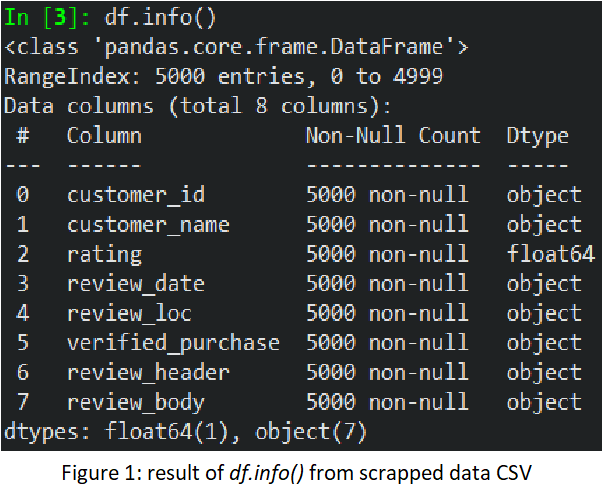 In [3]: df.info()
<class 'pandas.core.frame.DataFrame'>
RangeIndex: 5000 entries, 0 to 4999
Data columns (total 8 columns):
 #   Column             Non-Null Count  Dtype
---  ------             --------------  -----
 0   customer_id        5000 non-null   object
 1   customer_name      5000 non-null   object
 2   rating             5000 non-null   float64
 3   review_date        5000 non-null   object
 4   review_loc         5000 non-null   object
 5   verified_purchase  5000 non-null   object
 6   review_header      5000 non-null   object
 7   review_body        5000 non-null   object
dtypes: float64(1), object(7)
Figure 1: result of df.info() from scrapped data CSV